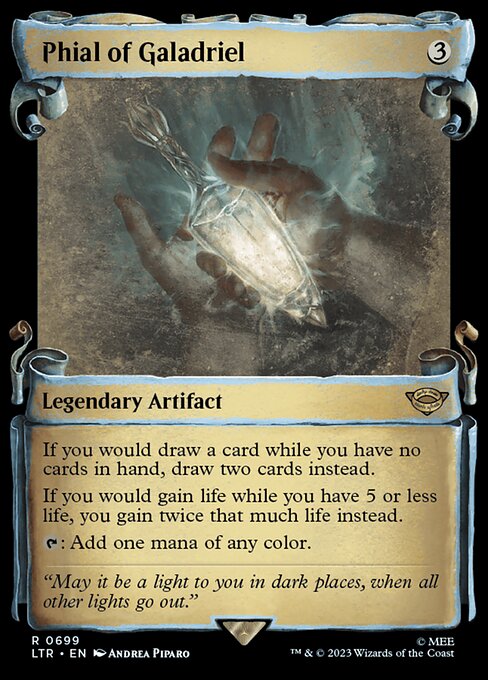 Phial of Galadriel 3
Legendary Artifact
If you would draw a card while you have no
cards in hand, draw two cards instead.
If you would gain life while you have 5 or less
life, you gain twice that much life instead.
: Add one mana of any color.
“May it be a light to you in dark places, when all
other lights go out.”
R 0699
LTR • EN Andrea Piparo
© MEE
™ & © 2023 Wizards of the Coast